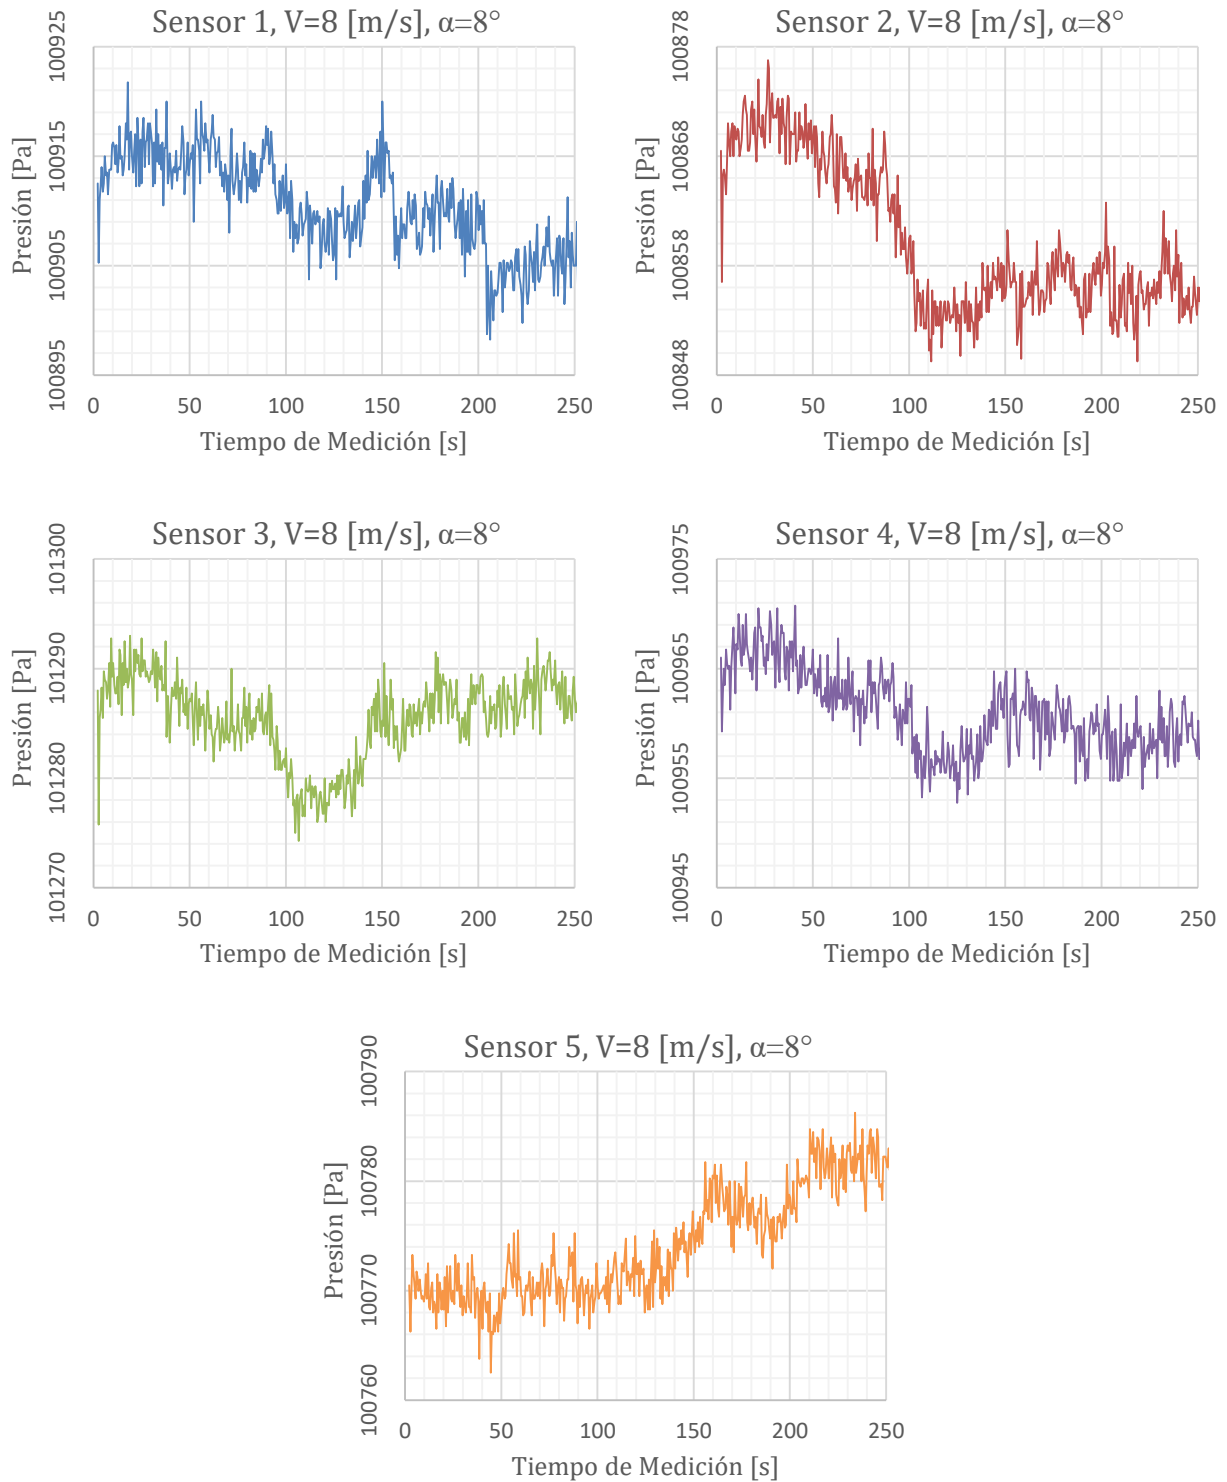 Sensor 1, V=8 [m/s], α=8°
Presión [Pa]
100925
100915
100905
100895
0 50 100 150 200 250
Tiempo de Medición [s]
Sensor 2, V=8 [m/s], α=8°
Presión [Pa]
100878
100868
100858
100848
0 50 100 150 200 250
Tiempo de Medición [s]
Sensor 3, V=8 [m/s], α=8°
Presión [Pa]
101300
101290
101280
101270
0 50 100 150 200 250
Tiempo de Medición [s]
Sensor 4, V=8 [m/s], α=8°
Presión [Pa]
100975
100965
100955
100945
0 50 100 150 200 250
Tiempo de Medición [s]
Sensor 5, V=8 [m/s], α=8°
Presión [Pa]
100790
100780
100770
100760
0 50 100 150 200 250
Tiempo de Medición [s]